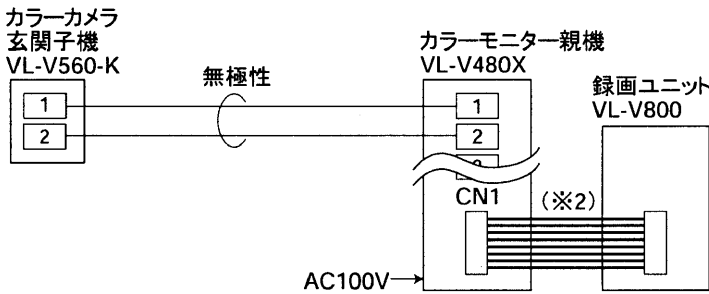 カラーカメラ
玄関子機
VL-V560-K
1
2
無極性
カラーモニター親機
VL-V480X
1
2
CN1
AC100V
(※2)
録画ユニット
VL-V800